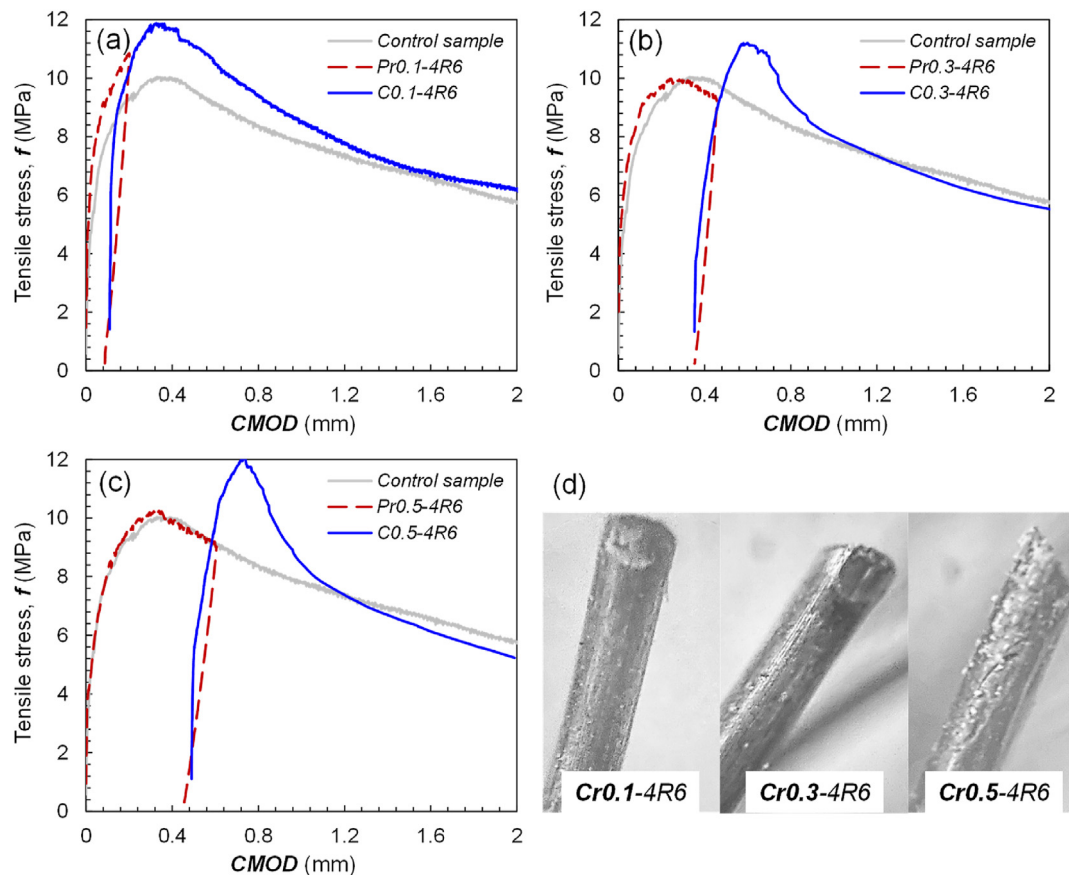 (a)
Control sample
Pr0.1-4R6
C0.1-4R6
Tensile stress, f (MPa)
12
10
8
6
4
2
0
0 0.4 0.8 1.2 1.6 2
CMOD (mm)
(b)
Control sample
Pr0.3-4R6
C0.3-4R6
Tensile stress, f (MPa)
12
10
8
6
4
2
0
0 0.4 0.8 1.2 1.6 2
CMOD (mm)
(c)
Control sample
Pr0.5-4R6
C0.5-4R6
Tensile stress, f (MPa)
12
10
8
6
4
2
0
0 0.4 0.8 1.2 1.6 2
CMOD (mm)
(d)
Cr0.1-4R6 Cr0.3-4R6 Cr0.5-4R6